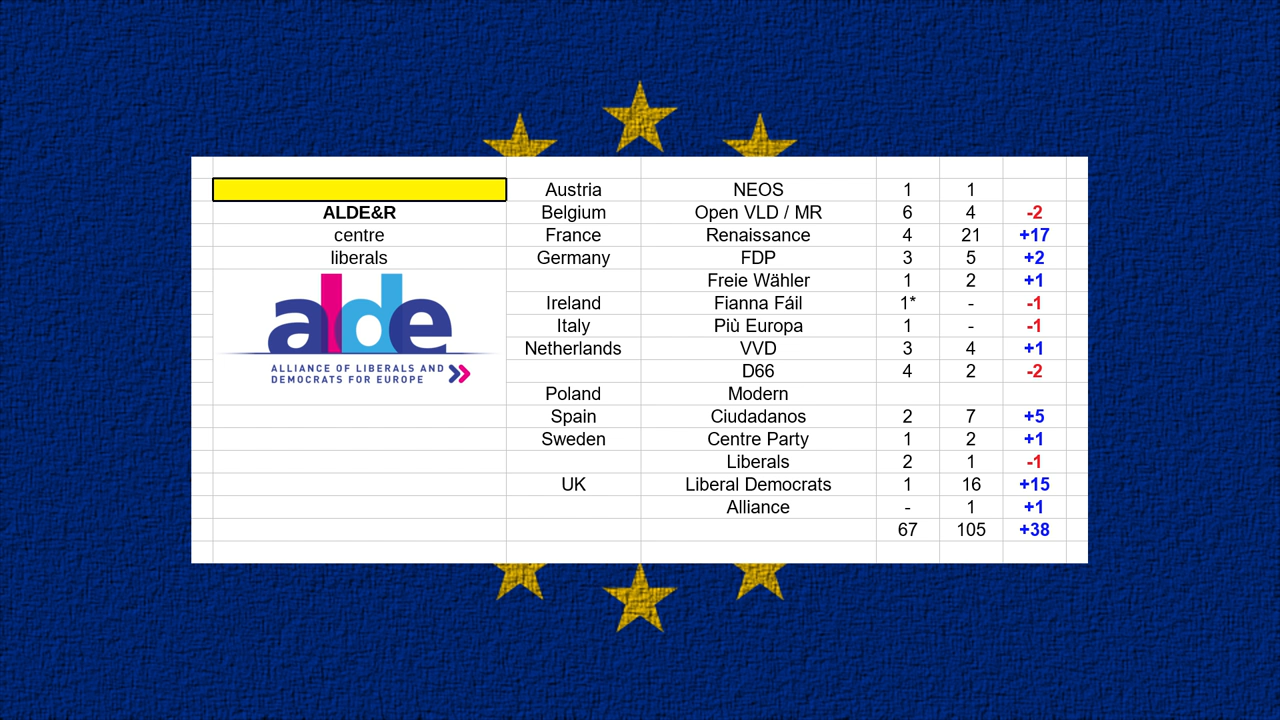 Austria NEOS 1 1
ALDE&R Belgium Open VLD / MR 6 4 -2
centre France Renaissance 4 21 +17
liberals Germany FDP 3 5 +2
Freie Wähler 1 2 +1
Ireland Fianna Fáil 1* - -1
Italy Più Europa 1 - -1
alde
Netherlands VVD 3 4 +1
ALLIANCE OF LIBERALS AND
DEMOCRATS FOR EUROPE
D66 4 2 -2
Poland Modern
Spain Ciudadanos 2 7 +5
Sweden Centre Party 1 2 +1
Liberals 2 1 -1
UK Liberal Democrats 1 16 +15
Alliance - 1 +1
67 105 +38